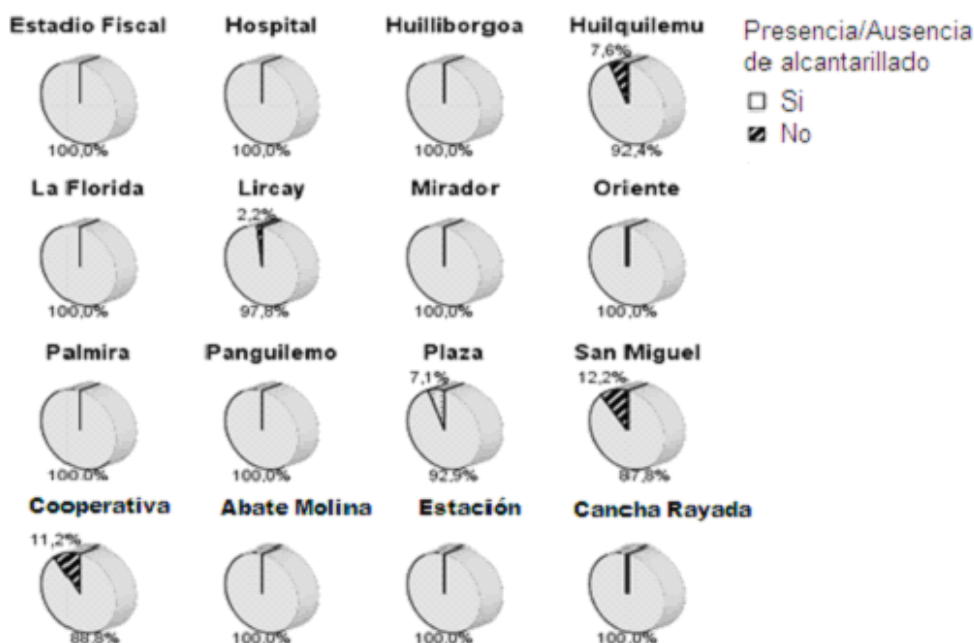 Estadio Fiscal Hospital Huilliborgoa Huilquilemu
7,6%
100,0% 100,0% 100,0% 92,4%
Presencia/Ausencia
de alcantarillado
Si
No
La Florida Lircay Mirador Oriente
2,2%
100,0% 97,8% 100,0% 100,0%
Palmira Panguilemo Plaza San Miguel
7,1% 12,2%
100,0% 100,0% 92,9% 87,8%
Cooperativa Abate Molina Estación Cancha Rayada
11,2%
88,8% 100,0% 100,0% 100,0%